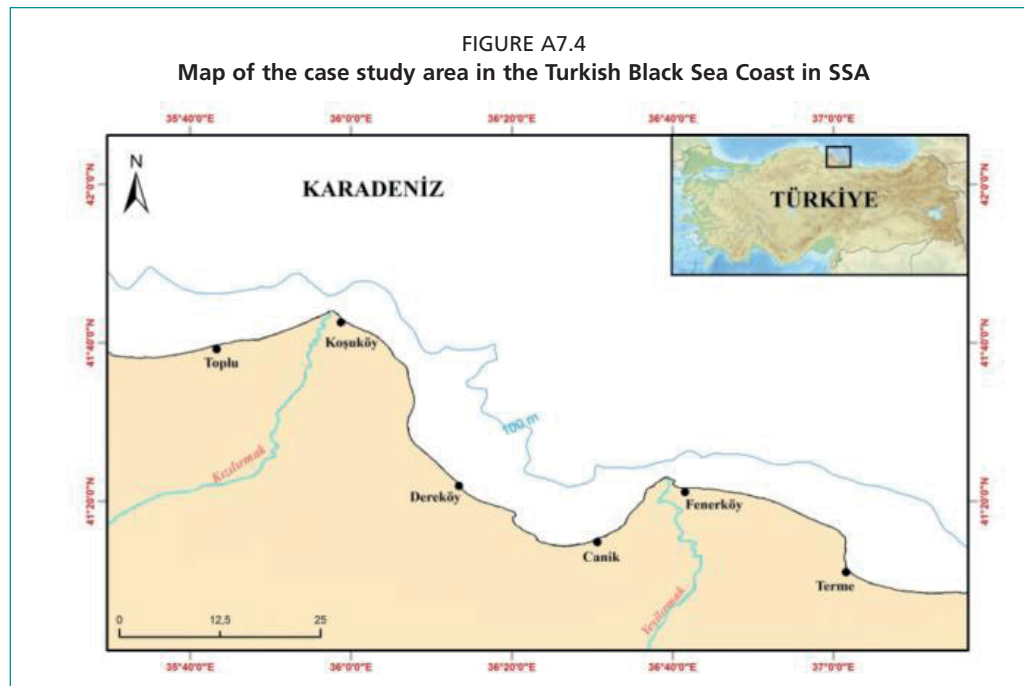 FIGURE A7.4
Map of the case study area in the Turkish Black Sea Coast in SSA
35°40'0"E 36°0'0"E 36°20'0"E 36°40'0"E 37°0'0"E
N
KARADENİZ
TÜRKİYE
42°0'0"N 42°0'0"N
41°40'0"N 41°40'0"N
Koşuköy
Toplu
100 m
Kızılırmak
41°20'0"N 41°20'0"N
Dereköy
Fenerköy
Canik
Terme
Yeşilırmak
0 12,5 25
35°40'0"E 36°0'0"E 36°20'0"E 36°40'0"E 37°0'0"E